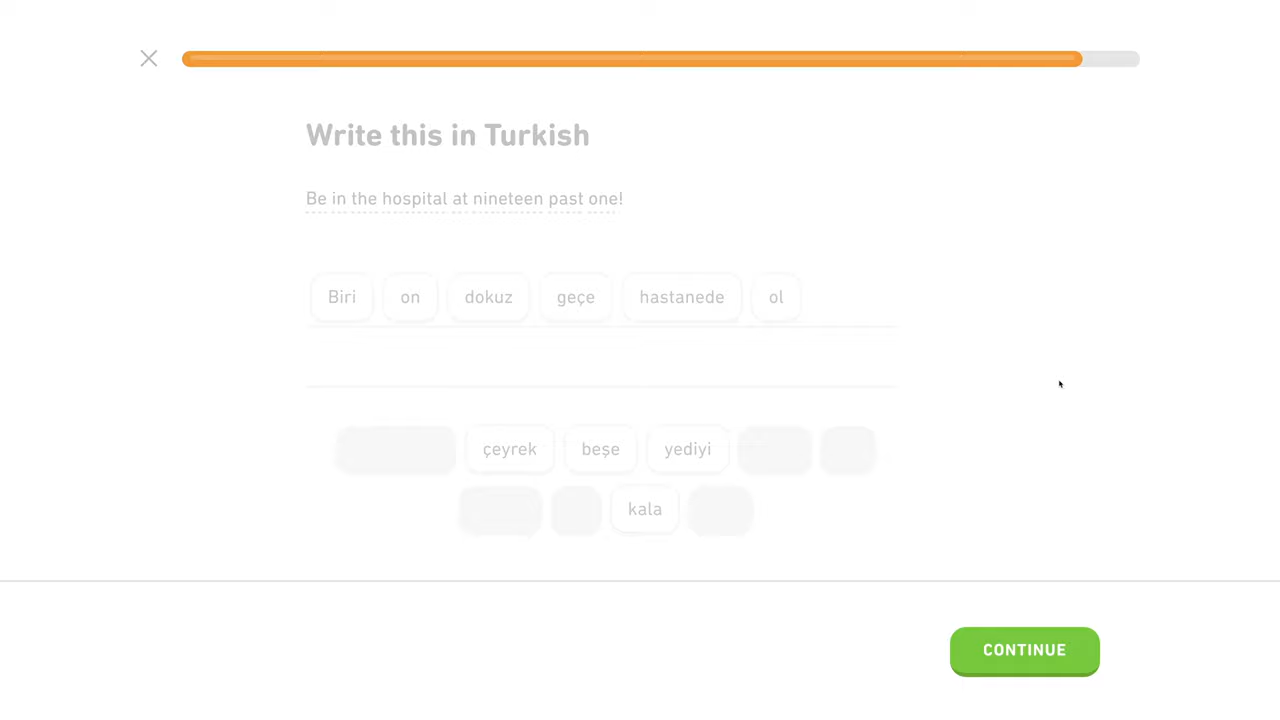 Write this in Turkish
Be in the hospital at nineteen past one!
Biri on dokuz geçe hastanede ol
çeyrek beşe yediyi
kala
CONTINUE